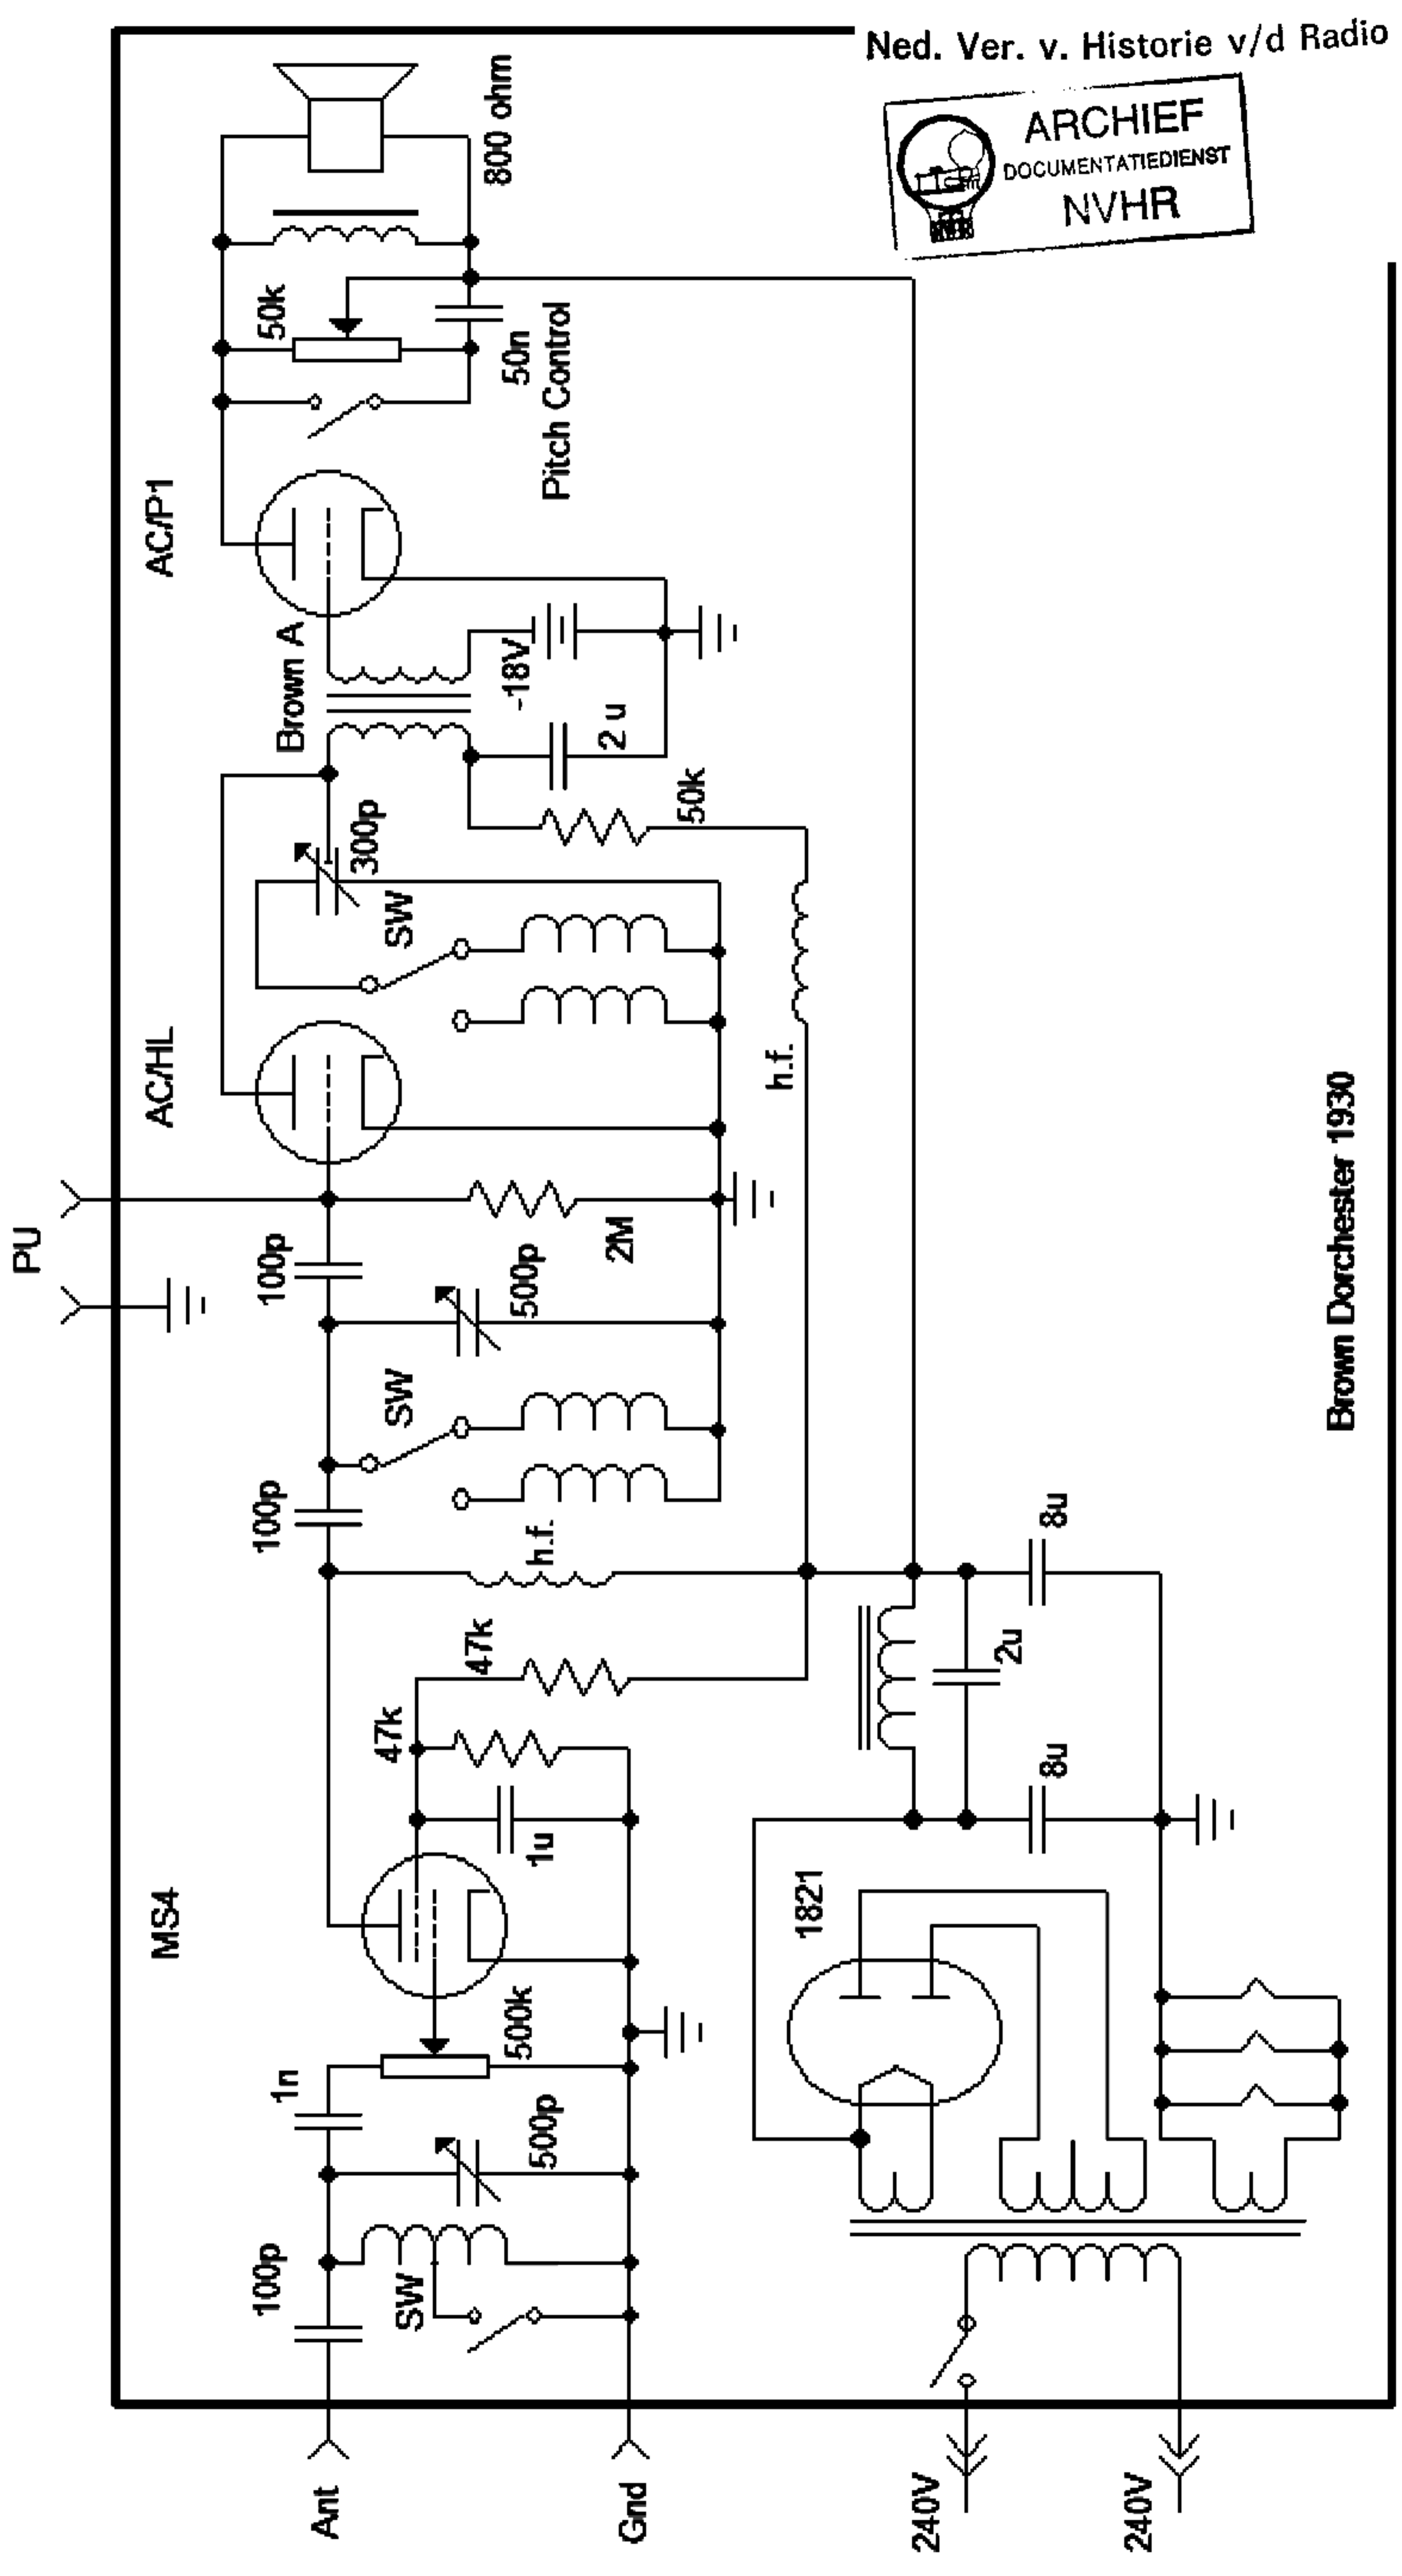 Ned. Ver. v. Historie v/d Radio
ARCHIEF
DOCUMENTATIEDIENST
NVHR
PU
MS4
AC/HL
AC/P1
Ant
100p
SW
500p
1n
500k
1u
47k
47k
h.f.
100p
SW
500p
100p
2M
SW
300p
Brown A
50k
2 u
-18V
50k
50n
Pitch Control
800 ohm
Gnd
h.f.
1821
8u
2u
8u
240V
240V
Brown Dorchester 1930